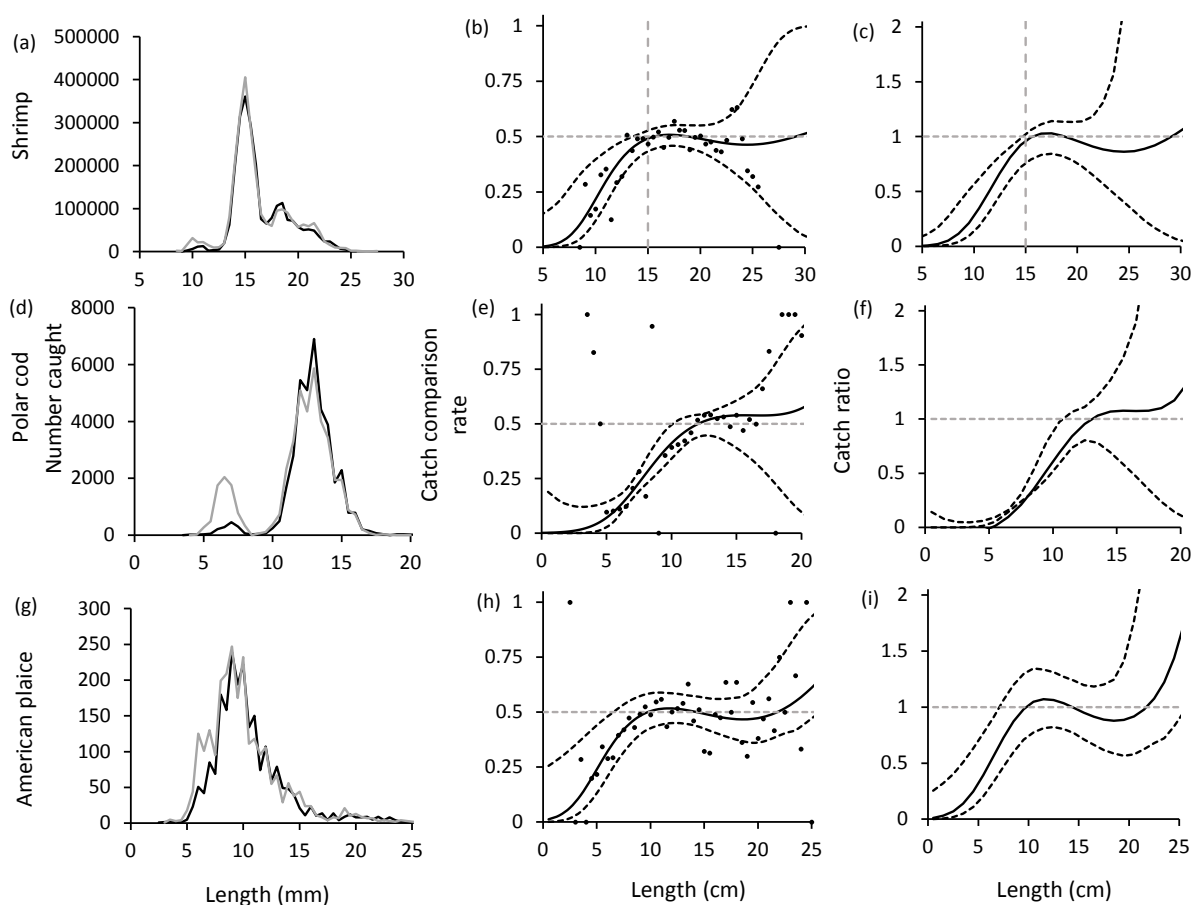 (a)
Shrimp
500000
400000
300000
200000
100000
0
5 10 15 20 25 30
(b)
1
0.75
0.5
0.25
0
5 10 15 20 25 30
(c)
2
1.5
1
0.5
0
5 10 15 20 25 30
(d)
Polar cod
Number caught
8000
6000
4000
2000
0
0 5 10 15 20
(e)
Catch comparison
rate
1
0.75
0.5
0.25
0
0 5 10 15 20
(f)
Catch ratio
2
1.5
1
0.5
0
0 5 10 15 20
(g)
American plaice
300
250
200
150
100
50
0
0 5 10 15 20 25
Length (mm)
(h)
1
0.75
0.5
0.25
0
0 5 10 15 20 25
Length (cm)
(i)
2
1.5
1
0.5
0
0 5 10 15 20 25
Length (cm)